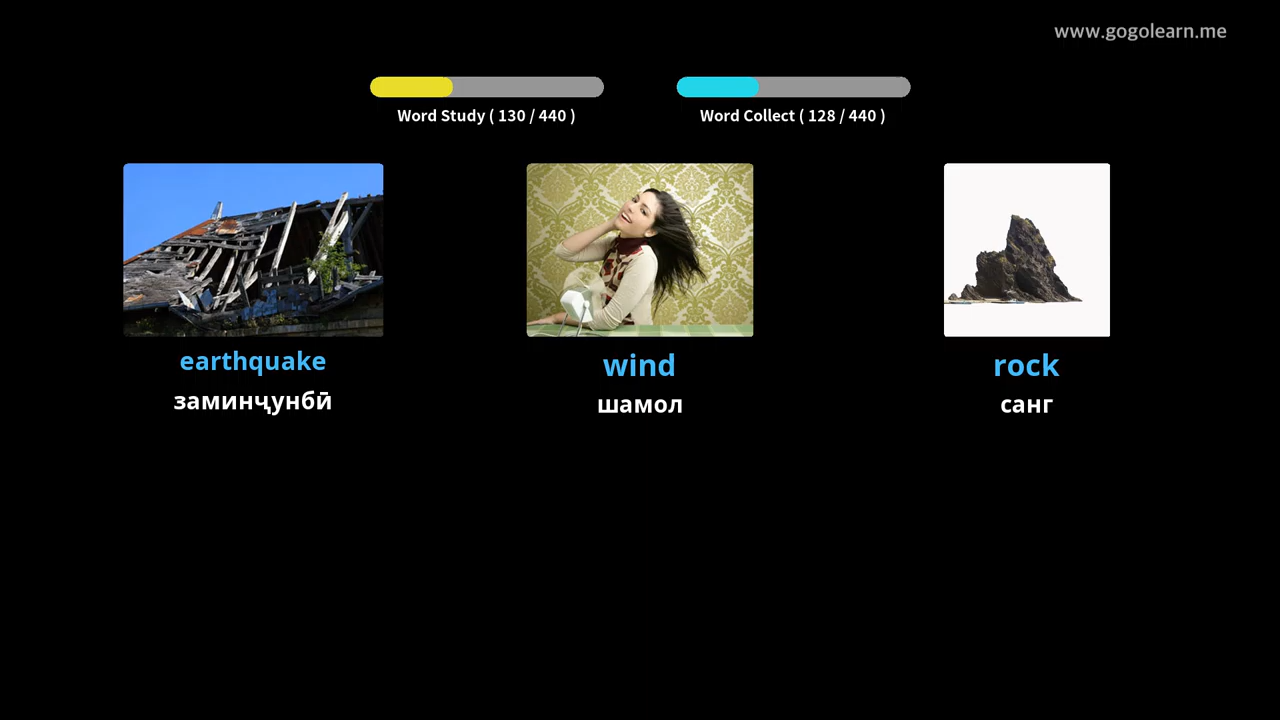 www.gogolearn.me
Word Study ( 130 / 440 )
Word Collect ( 128 / 440 )
earthquake
заминҷунбӣ
wind
шамол
rock
санг